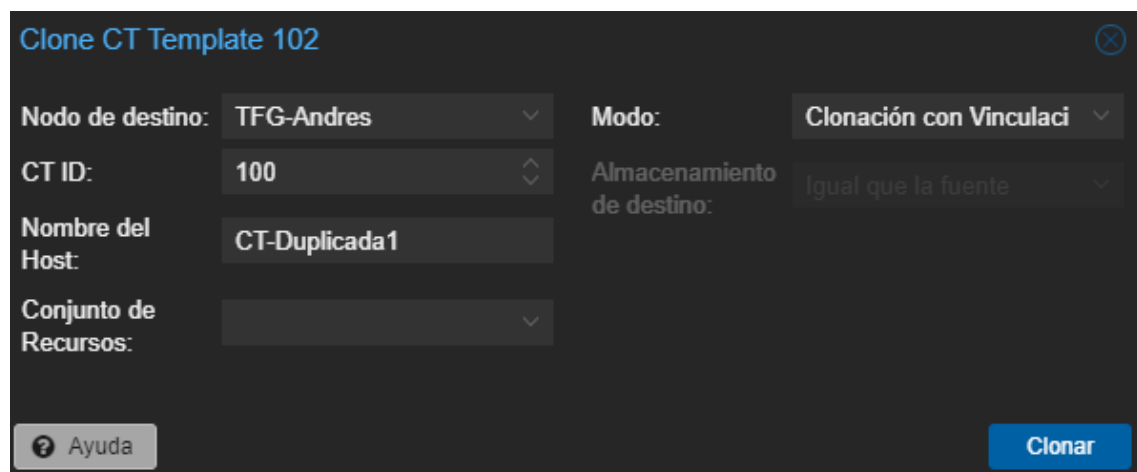 Clone CT Template 102
Nodo de destino: TFG-Andres
Modo: Clonación con Vinculaci
CT ID: 100
Almacenamiento
de destino: Igual que la fuente
Nombre del
Host: CT-Duplicada1
Conjunto de
Recursos:
Ayuda
Clonar